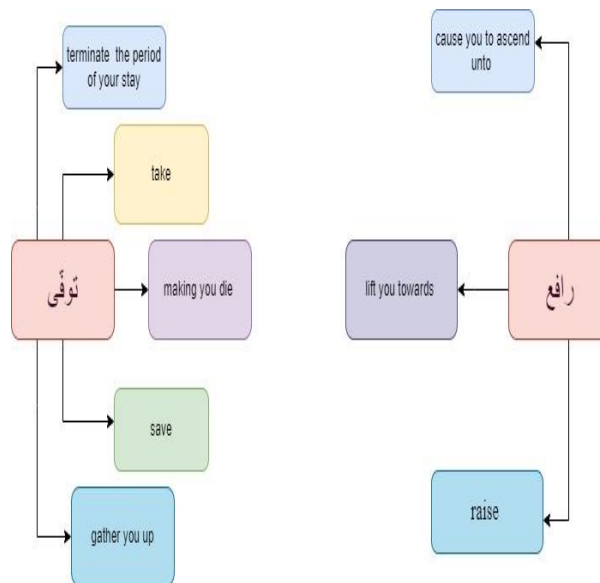 terminate the period
of your stay
take
توفّى
making you die
save
gather you up
cause you to ascend
unto
lift you towards
رافع
raise